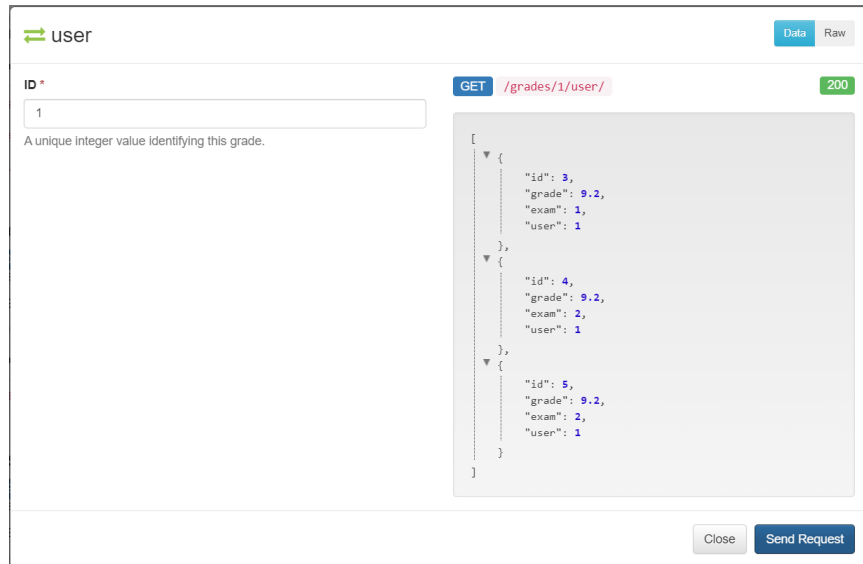 user
Data Raw
ID *
1
A unique integer value identifying this grade.
GET /grades/1/user/
200
[
{
"id": 3,
"grade": 9.2,
"exam": 1,
"user": 1
},
{
"id": 4,
"grade": 9.2,
"exam": 2,
"user": 1
},
{
"id": 5,
"grade": 9.2,
"exam": 2,
"user": 1
}
]
Close Send Request